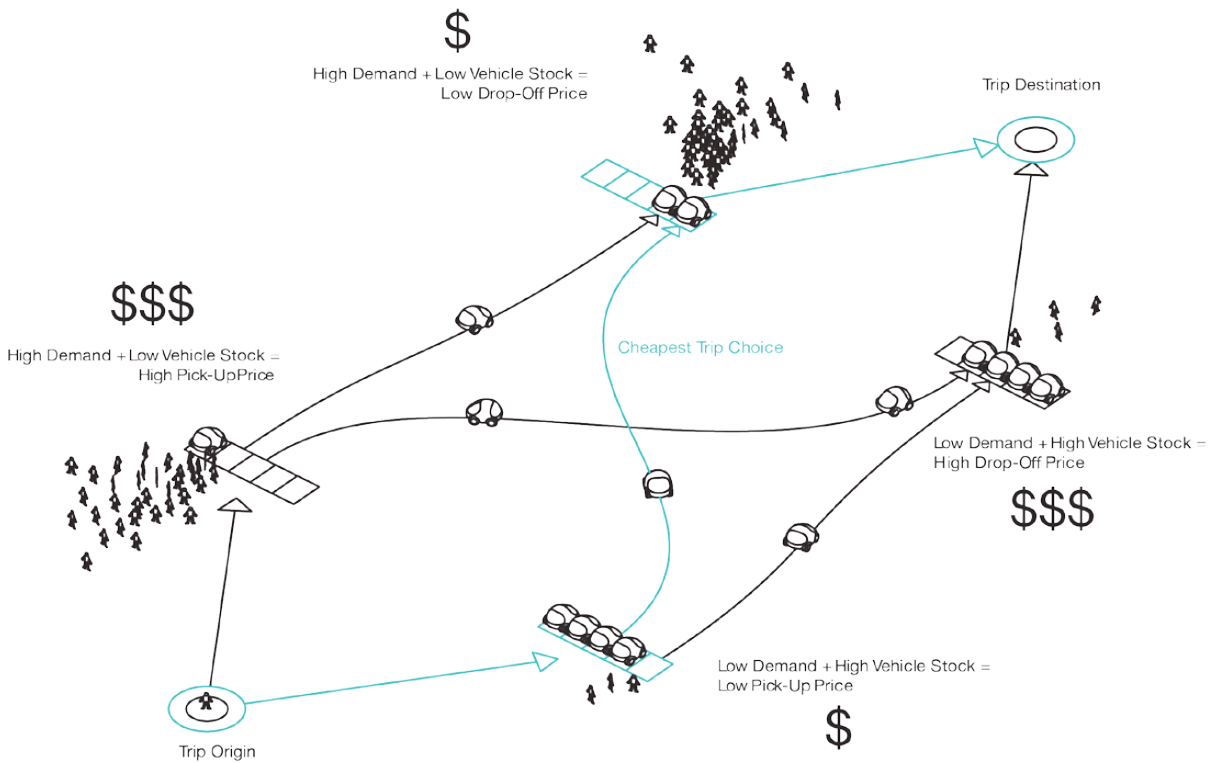 $
High Demand + Low Vehicle Stock =
Low Drop-Off Price
Trip Destination
$$$
High Demand + Low Vehicle Stock =
High Pick-UpPrice
Cheapest Trip Choice
Low Demand + High Vehicle Stock =
High Drop-Off Price
$$$
Low Demand + High Vehicle Stock =
Low Pick-Up Price
$
Trip Origin